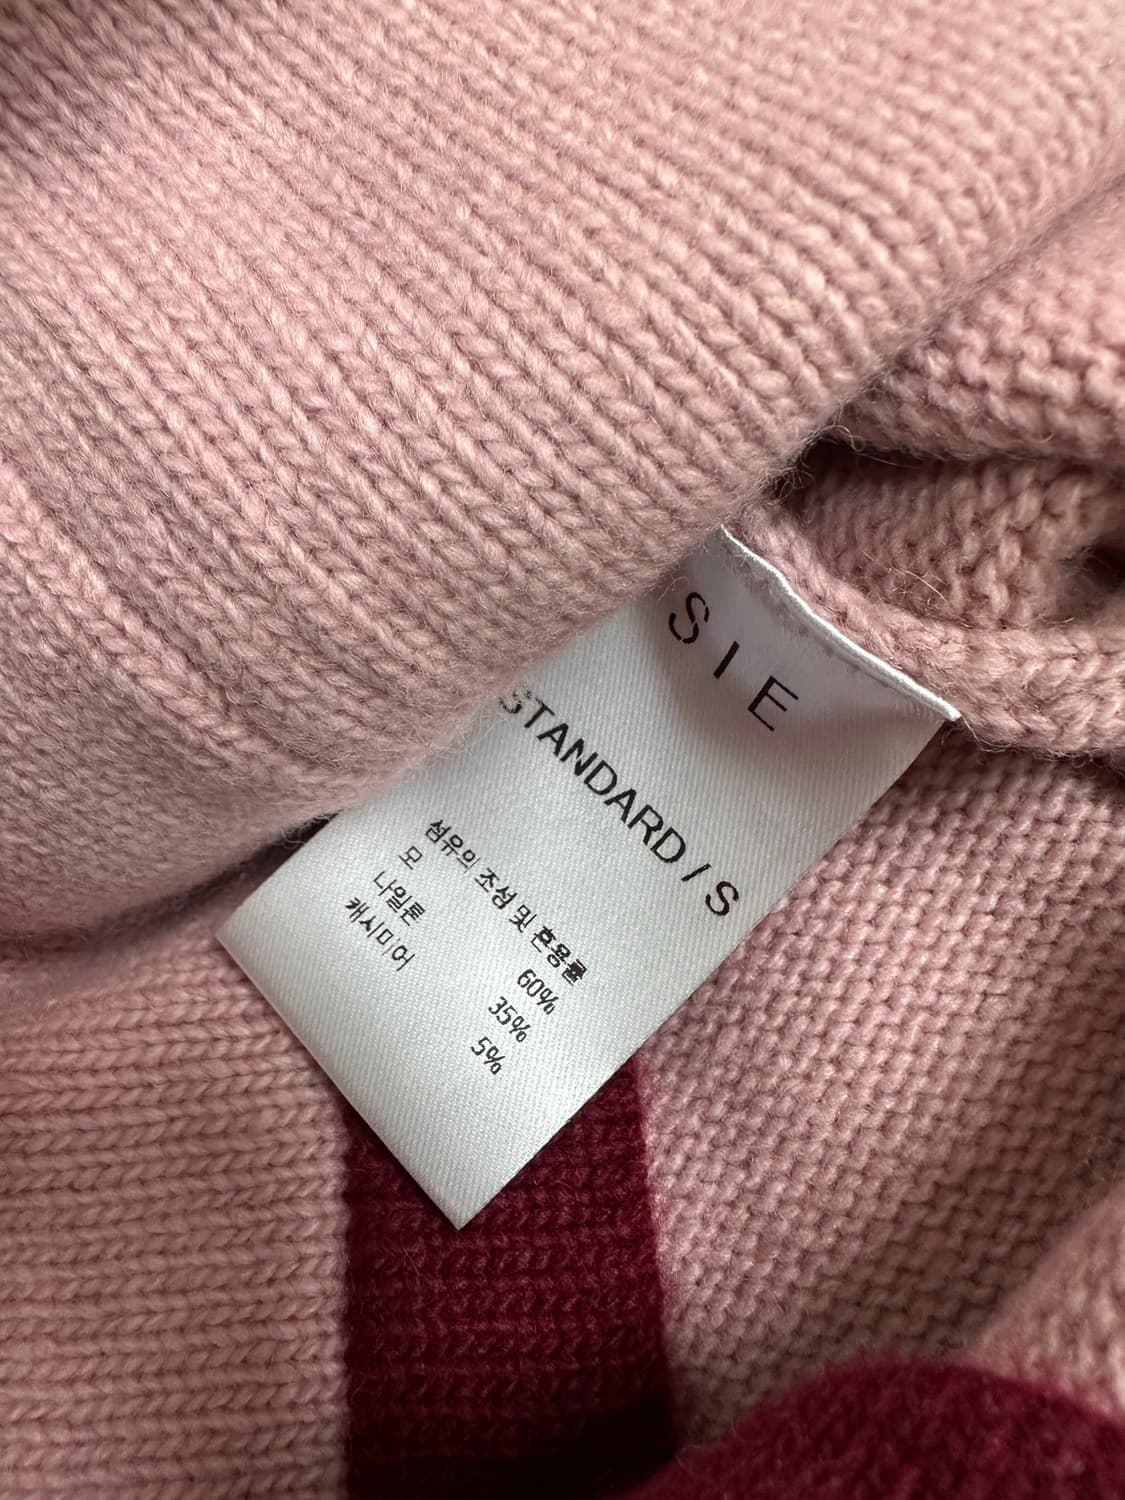 SIE
STANDARD / S
섬유의 조성 및 혼용률
모 60%
나일론 35%
캐시미어 5%